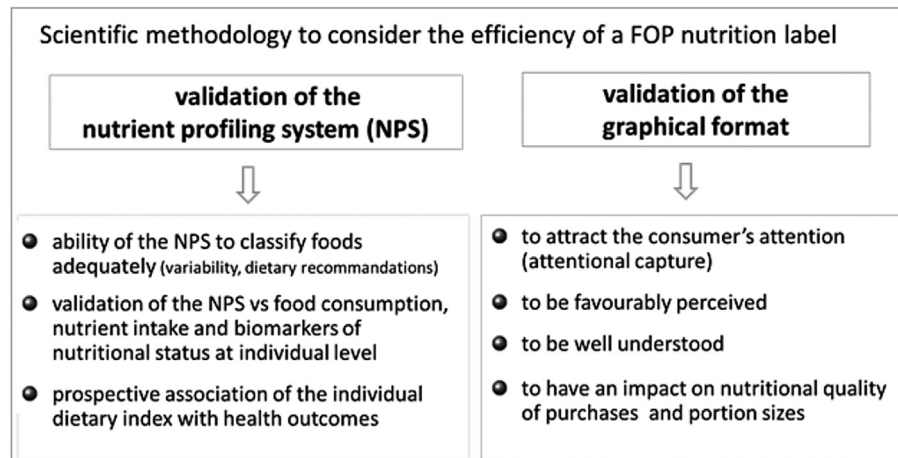 Scientific methodology to consider the efficiency of a FOP nutrition label
validation of the
nutrient profiling system (NPS)
ability of the NPS to classify foods
adequately (variability, dietary recommandations)
validation of the NPS vs food consumption,
nutrient intake and biomarkers of
nutritional status at individual level
prospective association of the individual
dietary index with health outcomes
validation of the
graphical format
to attract the consumer's attention
(attentional capture)
to be favourably perceived
to be well understood
to have an impact on nutritional quality
of purchases and portion sizes